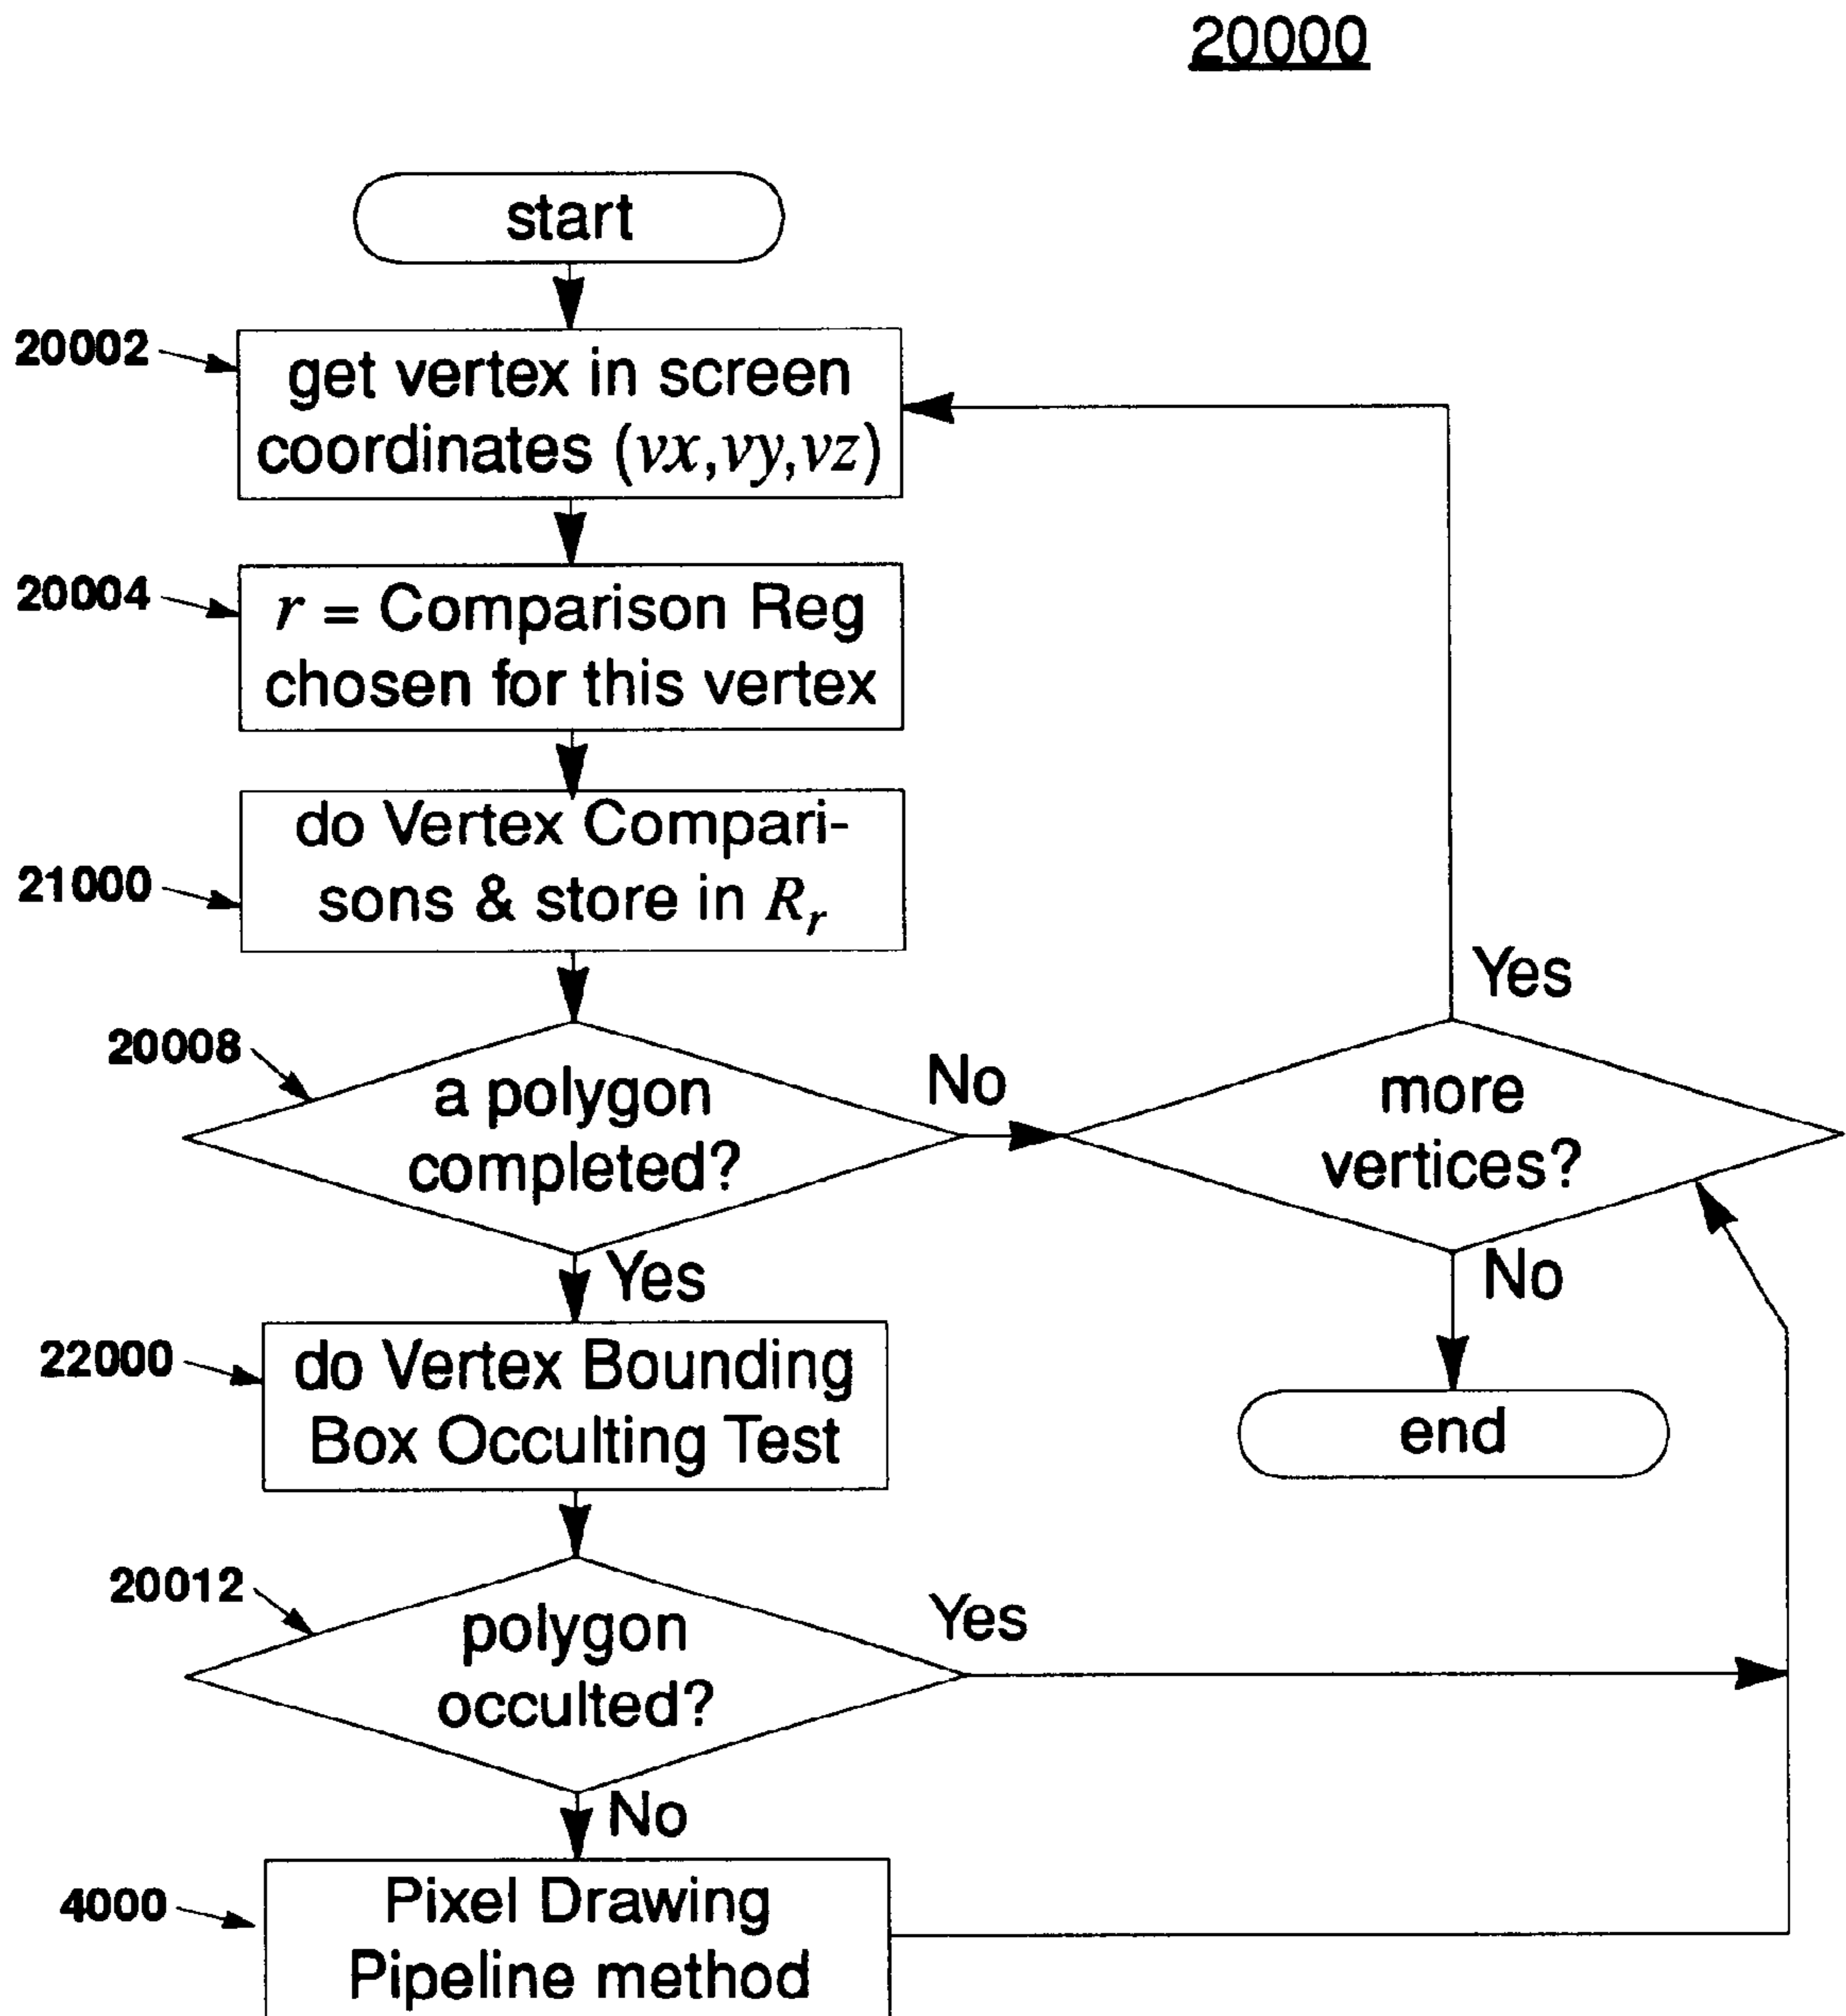 20000
start
20002
get vertex in screen
coordinates (vx,vy,vz)
20004
r = Comparison Reg
chosen for this vertex
21000
do Vertex Compari-
sons & store in Rr
20008
a polygon
completed?
No
more
vertices?
Yes
Yes
No
22000
do Vertex Bounding
Box Occulting Test
end
20012
polygon
occulted?
Yes
No
4000
Pixel Drawing
Pipeline method